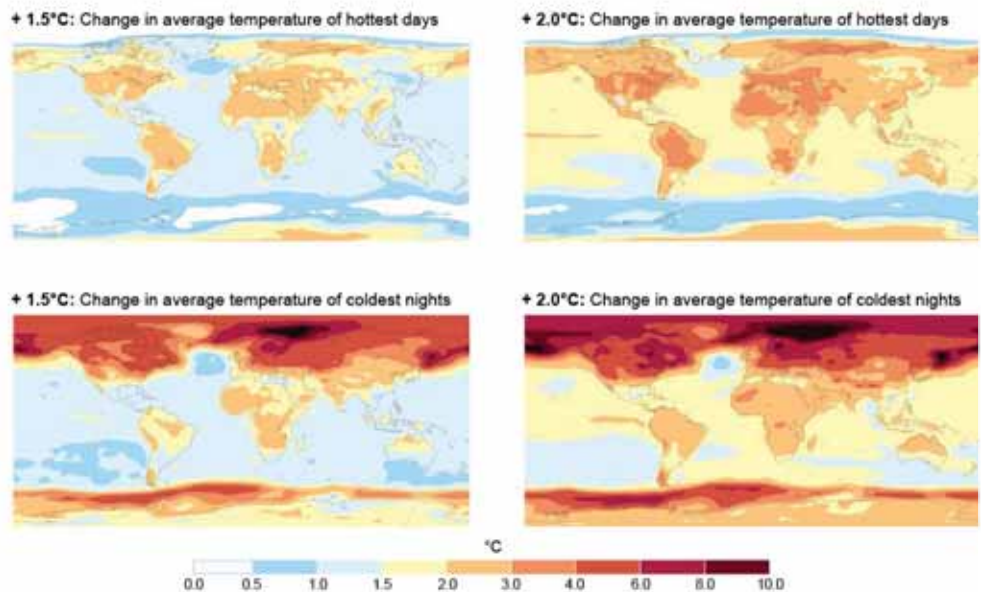 + 1.5°C: Change in average temperature of hottest days
+ 2.0°C: Change in average temperature of hottest days
+ 1.5°C: Change in average temperature of coldest nights
+ 2.0°C: Change in average temperature of coldest nights
°C
0.0 0.5 1.0 1.5 2.0 3.0 4.0 6.0 8.0 10.0